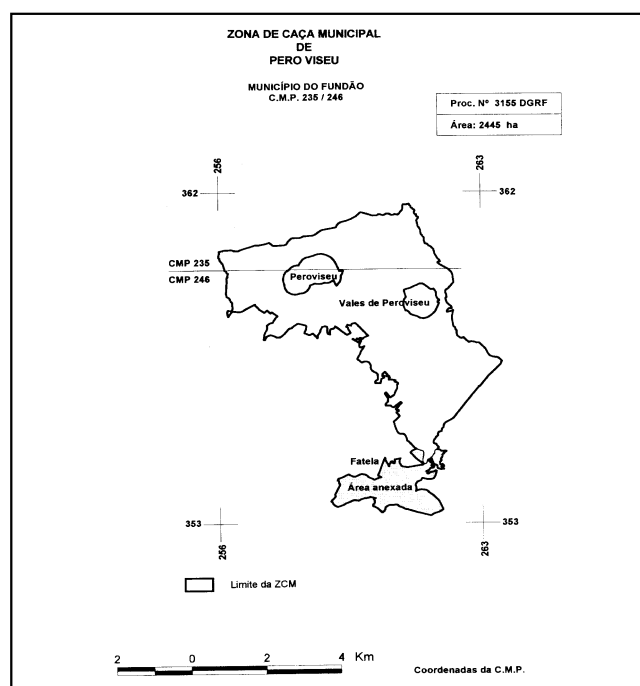 ZONA DE CAÇA MUNICIPAL
DE
PERO VISEU
MUNICÍPIO DO FUNDÃO
C.M.P. 235 / 246
Proc. Nº 3155 DGRF
Área: 2445 ha
256
263
362
362
CMP 235
CMP 246
Peroviseu
Vales de Peroviseu
Fatela
Área anexada
353
353
256
263
Limite da ZCM
2 0 2 4 Km
Coordenadas da C.M.P.